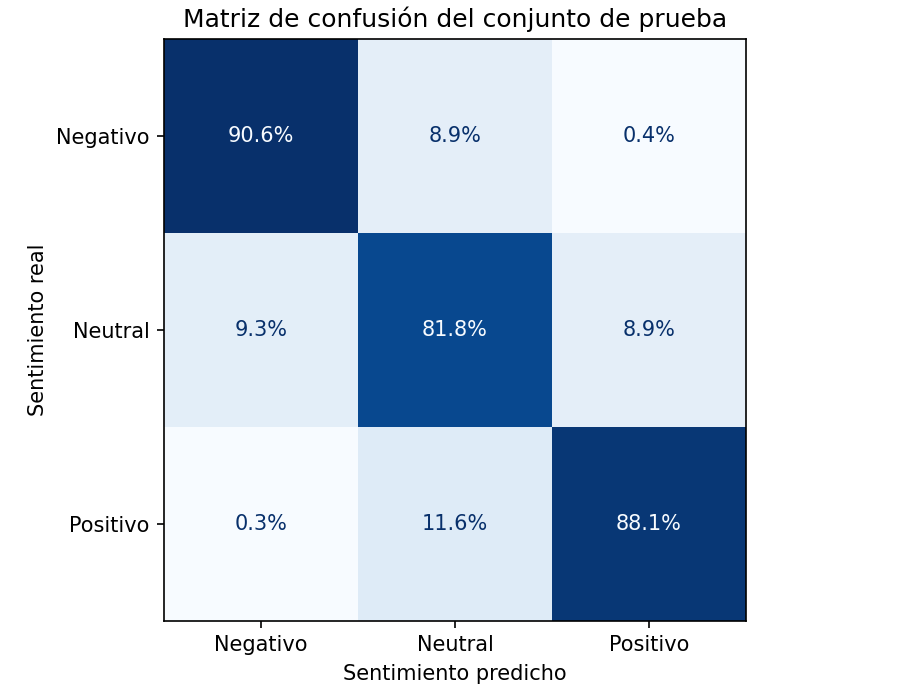 Matriz de confusión del conjunto de prueba
Sentimiento real
Negativo 90.6% 8.9% 0.4%
Neutral 9.3% 81.8% 8.9%
Positivo 0.3% 11.6% 88.1%
Negativo Neutral Positivo
Sentimiento predicho